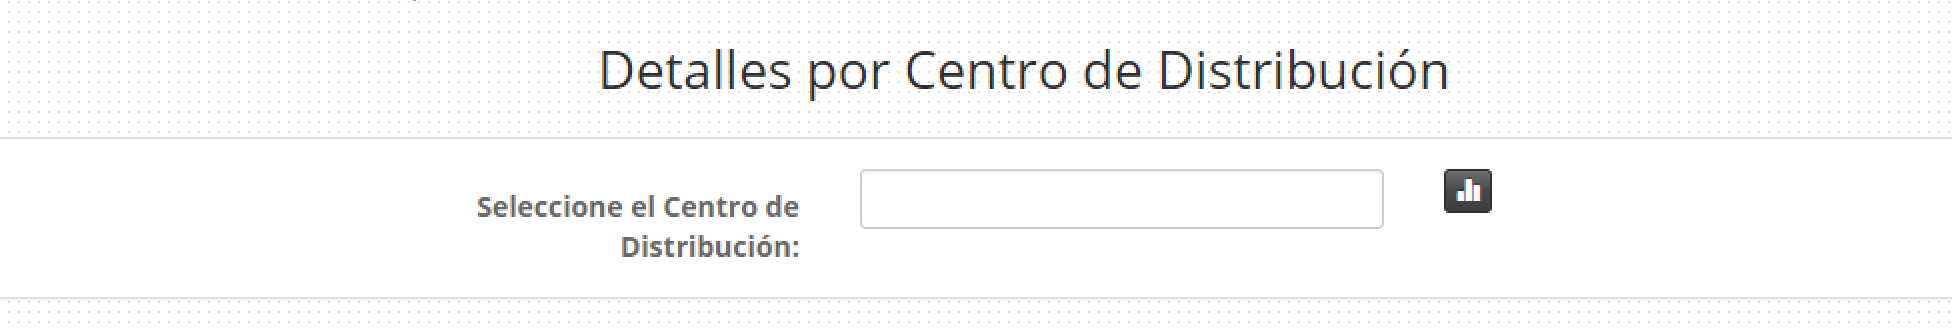 Detalles por Centro de Distribución
Seleccione el Centro de
Distribución: